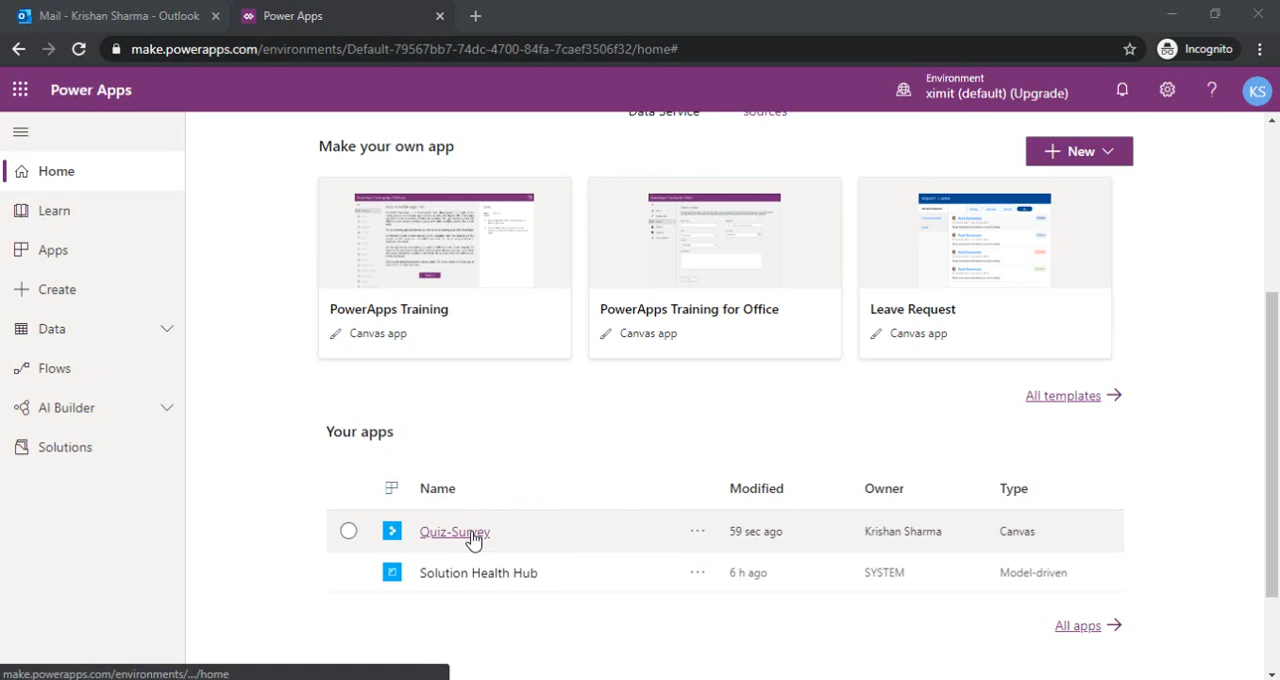 Mail - Krishan Sharma - Outlook
Power Apps
make.powerapps.com/environments/Default-79567bb7-74dc-4700-84fa-7caef3506f32/home#
Incognito
Power Apps
Environment
ximit (default) (Upgrade)
KS
Data Service
sources
Home
Learn
Apps
Create
Data
Flows
AI Builder
Solutions
Make your own app
New
PowerApps Training
Canvas app
PowerApps Training for Office
Canvas app
Leave Request
Canvas app
All templates
Your apps
Name Modified Owner Type
Quiz-Survey ... 59 sec ago Krishan Sharma Canvas
Solution Health Hub ... 6 h ago SYSTEM Model-driven
All apps
make.powerapps.com/environments/.../home